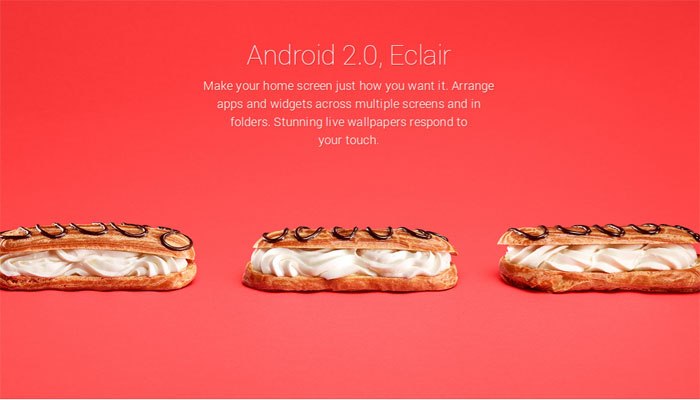 Android 2.0, Eclair
Make your home screen just how you want it. Arrange
apps and widgets across multiple screens and in
folders. Stunning live wallpapers respond to
your touch.